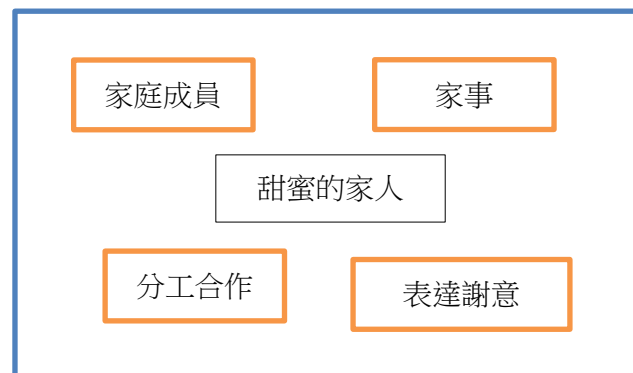 家庭成員
家事
甜蜜的家人
分工合作
表達謝意